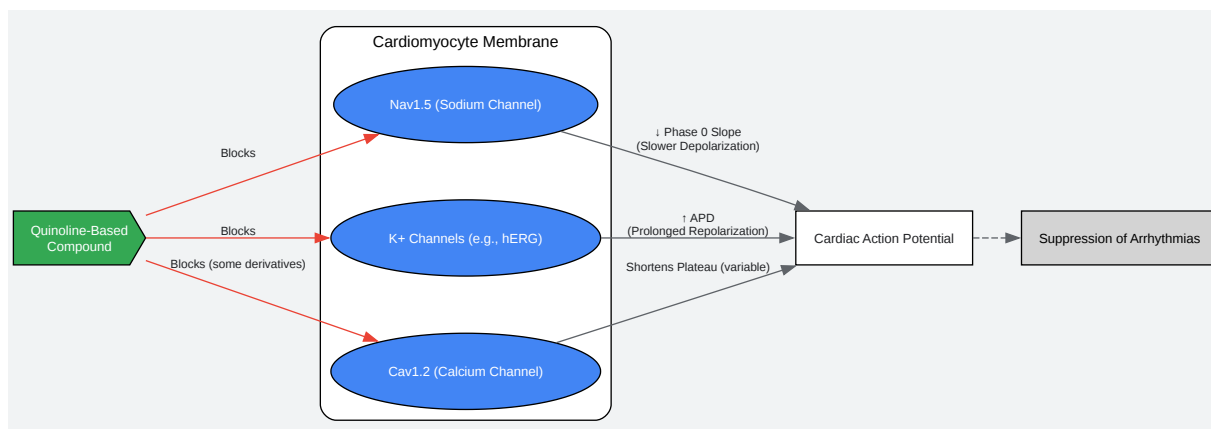 Cardiomyocyte Membrane
Nav1.5 (Sodium Channel)
↓ Phase 0 Slope
(Slower Depolarization)
Blocks
Quinoline-Based
Compound
Blocks
K+ Channels (e.g., hERG)
↑ APD
(Prolonged Repolarization)
Cardiac Action Potential
Suppression of Arrhythmias
Blocks (some derivatives)
Shortens Plateau (variable)
Cav1.2 (Calcium Channel)